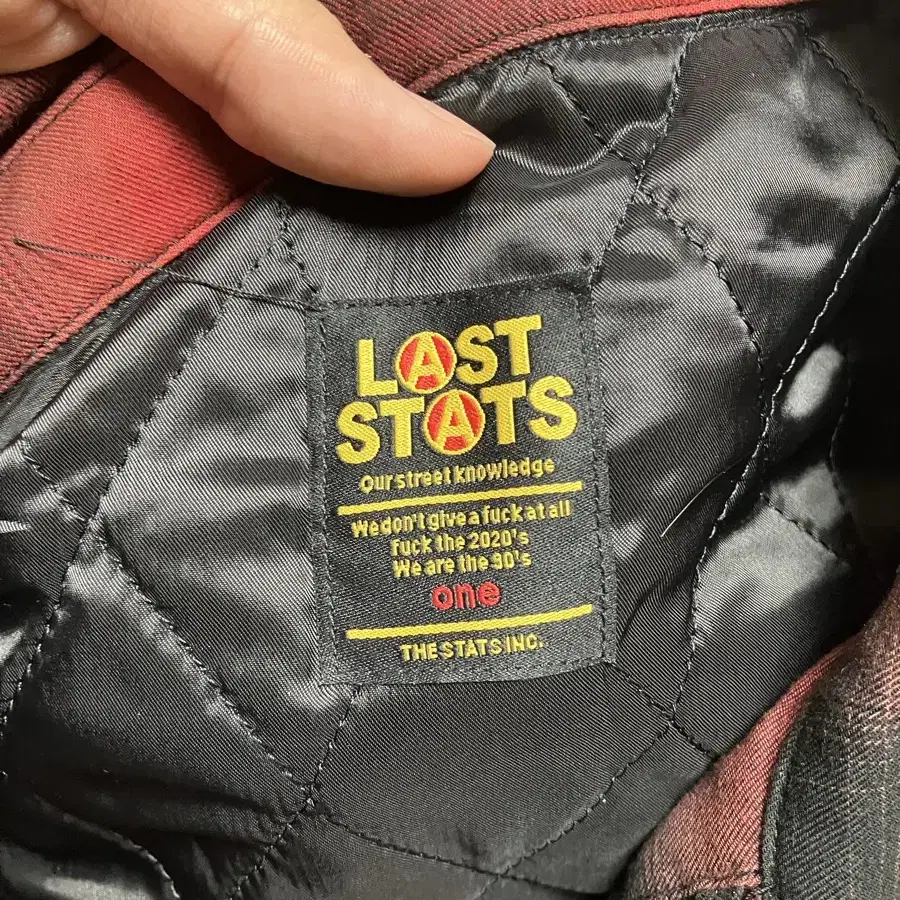 LAST
STATS
Our street knowledge
We don't give a fuck at all
Fuck the 2020's
We are the 90's
one
THE STATS INC.